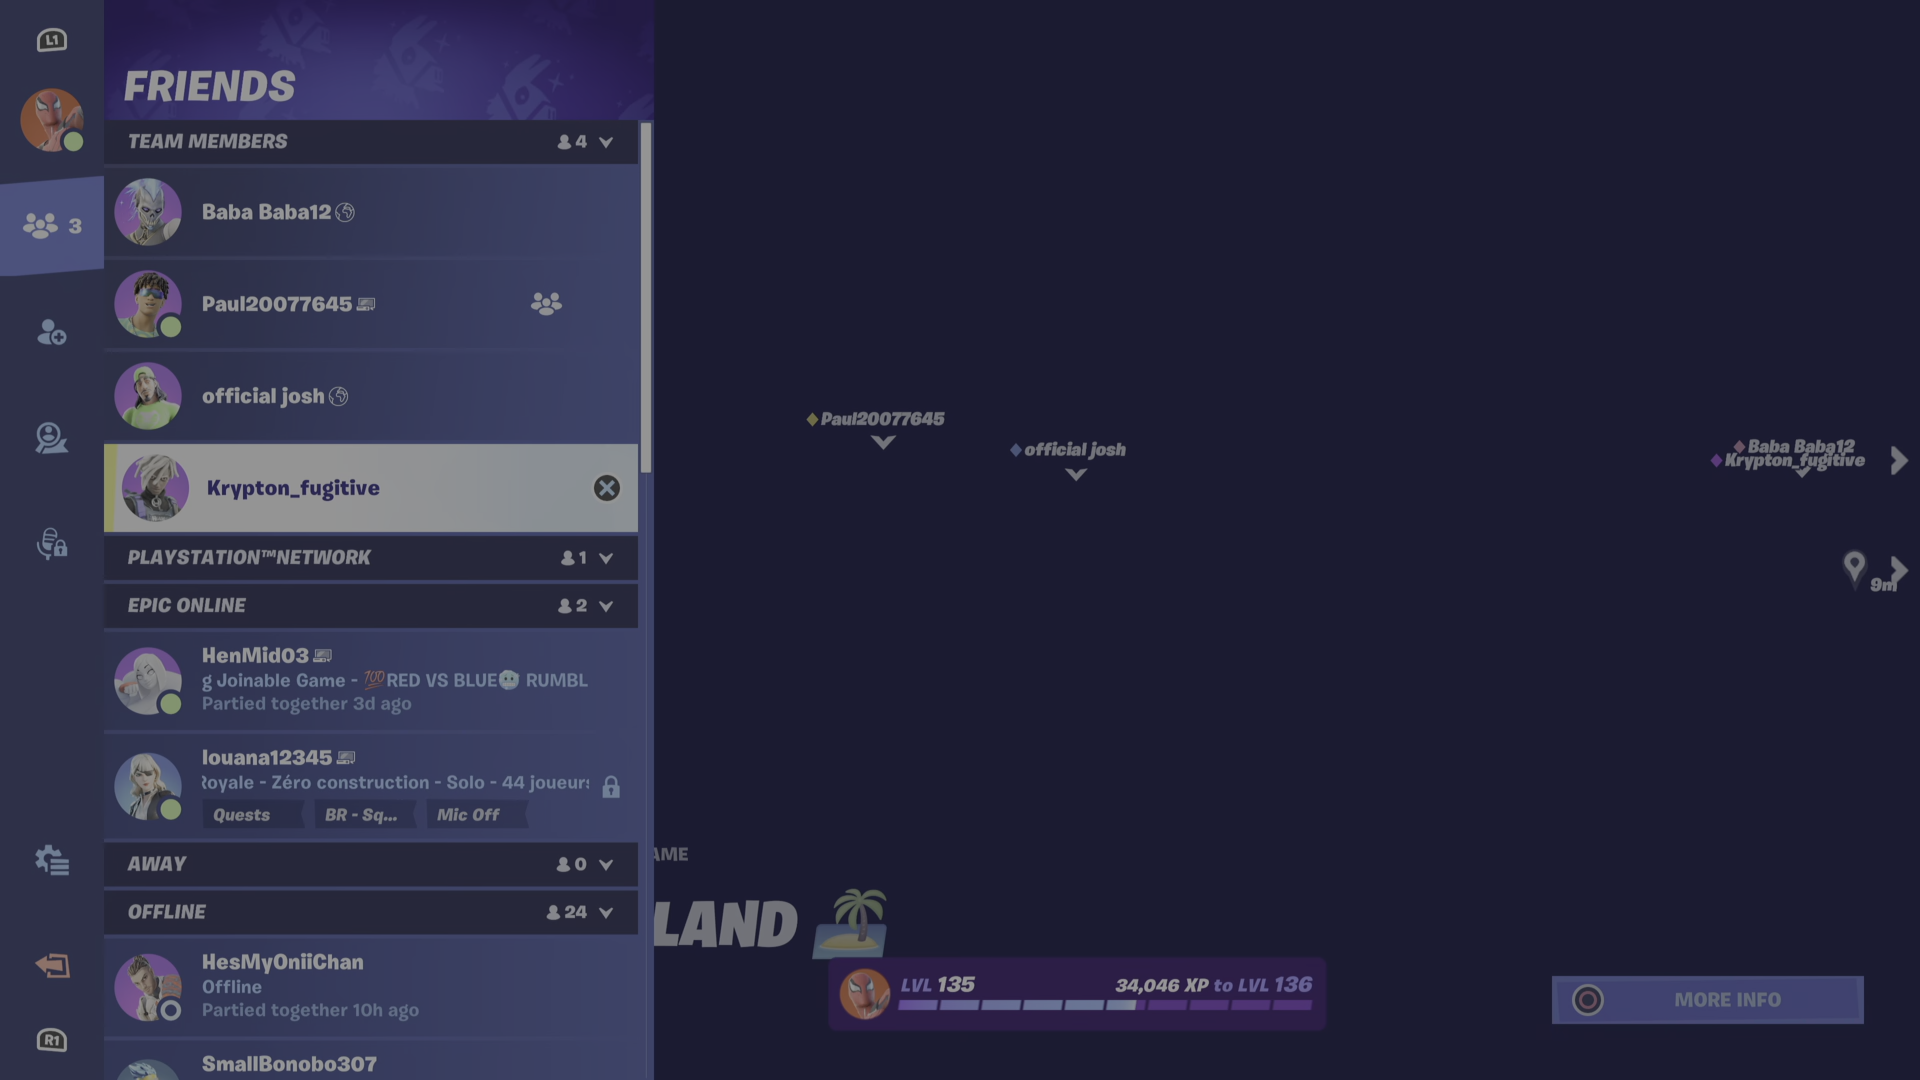 L1
FRIENDS
TEAM MEMBERS 4
Baba Baba12
3
Paul20077645
official josh
Krypton_fugitive
PLAYSTATION™NETWORK 1
EPIC ONLINE 2
HenMid03
g Joinable Game - 💯RED VS BLUE🥶 RUMBL
Partied together 3d ago
louana12345
Royale - Zéro construction - Solo - 44 joueurs
Quests BR - Sq... Mic Off
AWAY 0
OFFLINE 24
HesMyOniiChan
Offline
Partied together 10h ago
R1
SmallBonobo307
Paul20077645
official josh
Baba Baba12
Krypton_fugitive
9m
AME
LAND🏝️
LVL 135 34,046 XP to LVL 136
MORE INFO